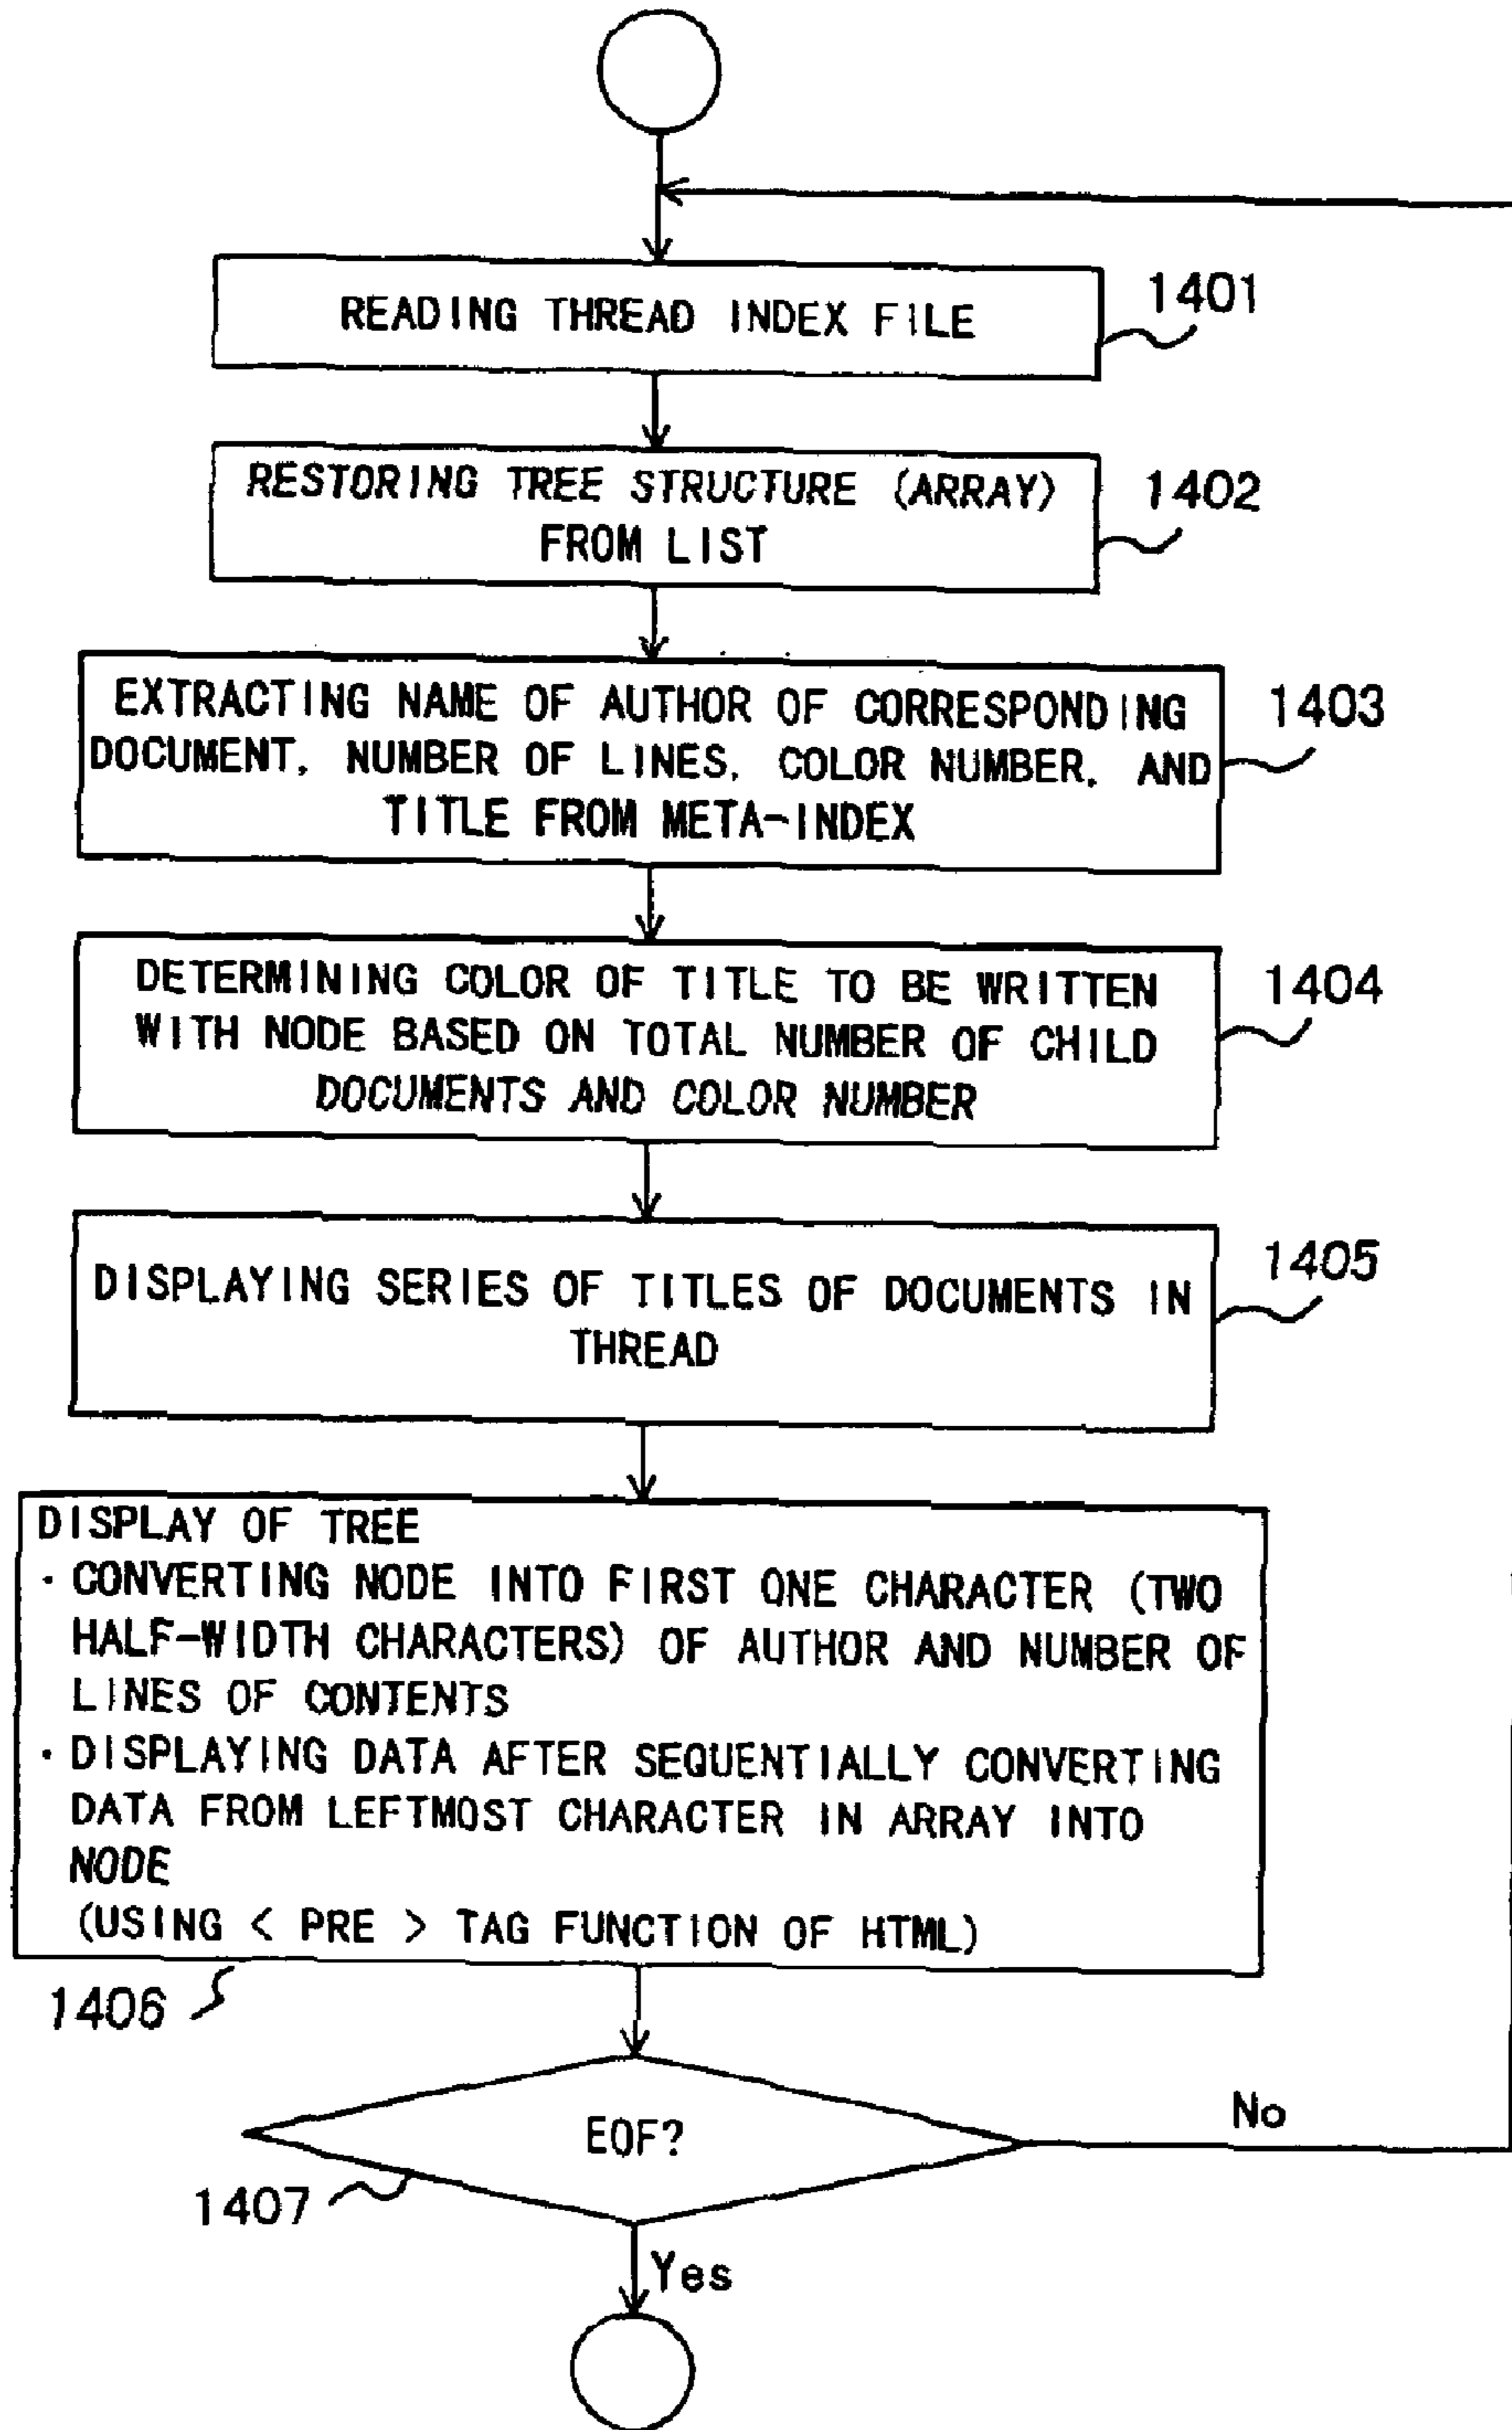 READING THREAD INDEX FILE
1401
RESTORING TREE STRUCTURE (ARRAY)
FROM LIST
1402
EXTRACTING NAME OF AUTHOR OF CORRESPONDING
DOCUMENT, NUMBER OF LINES, COLOR NUMBER, AND
TITLE FROM META-INDEX
1403
DETERMINING COLOR OF TITLE TO BE WRITTEN
WITH NODE BASED ON TOTAL NUMBER OF CHILD
DOCUMENTS AND COLOR NUMBER
1404
DISPLAYING SERIES OF TITLES OF DOCUMENTS IN
THREAD
1405
DISPLAY OF TREE
· CONVERTING NODE INTO FIRST ONE CHARACTER (TWO
HALF-WIDTH CHARACTERS) OF AUTHOR AND NUMBER OF
LINES OF CONTENTS
· DISPLAYING DATA AFTER SEQUENTIALLY CONVERTING
DATA FROM LEFTMOST CHARACTER IN ARRAY INTO
NODE
(USING < PRE > TAG FUNCTION OF HTML)
1406
EOF?
No
1407
Yes